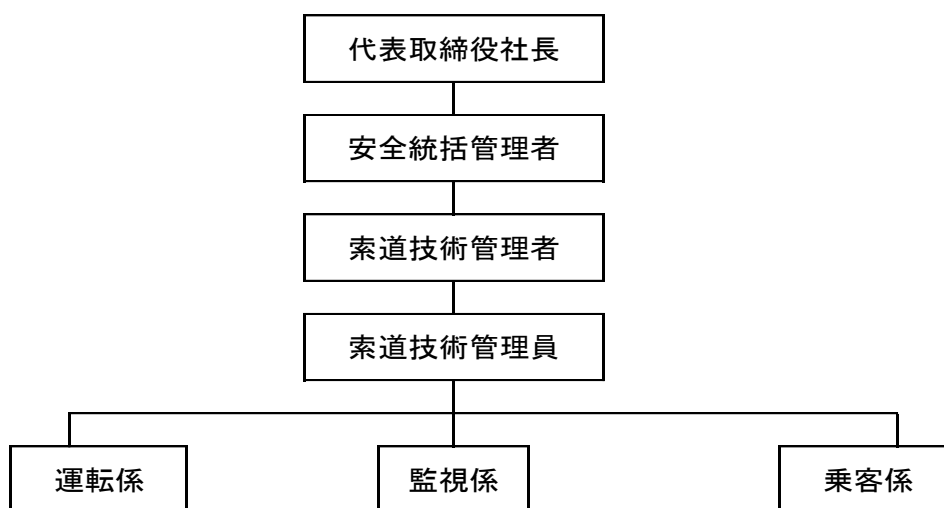 代表取締役社長
安全統括管理者
索道技術管理者
索道技術管理員
運転係
監視係
乗客係